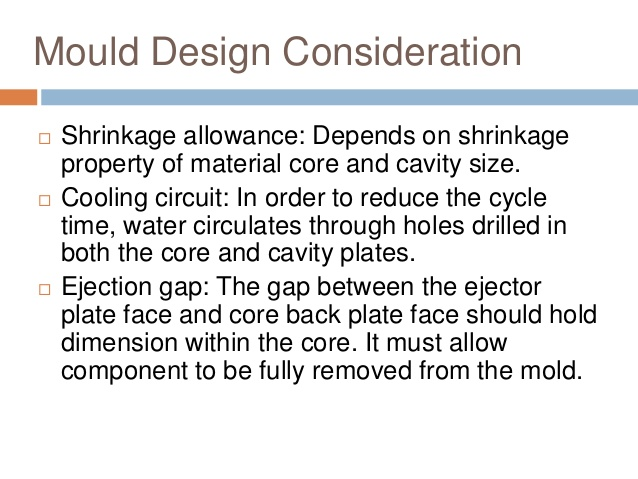 Mould Design Consideration
Shrinkage allowance: Depends on shrinkage
property of material core and cavity size.
Cooling circuit: In order to reduce the cycle
time, water circulates through holes drilled in
both the core and cavity plates.
Ejection gap: The gap between the ejector
plate face and core back plate face should hold
dimension within the core. It must allow
component to be fully removed from the mold.